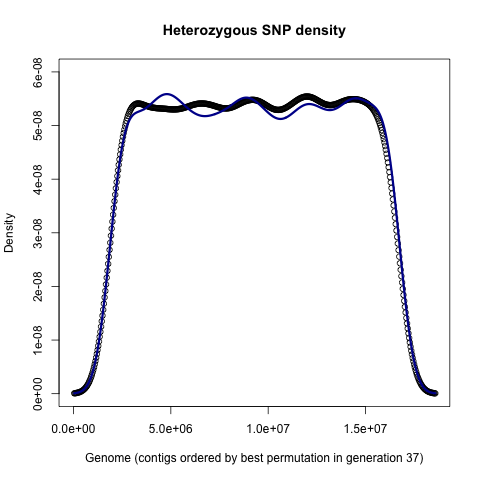 Heterozygous SNP density
6e-08
5e-08
4e-08
3e-08
2e-08
1e-08
0e+00
Density
0.0e+00 5.0e+06 1.0e+07 1.5e+07
Genome (contigs ordered by best permutation in generation 37)